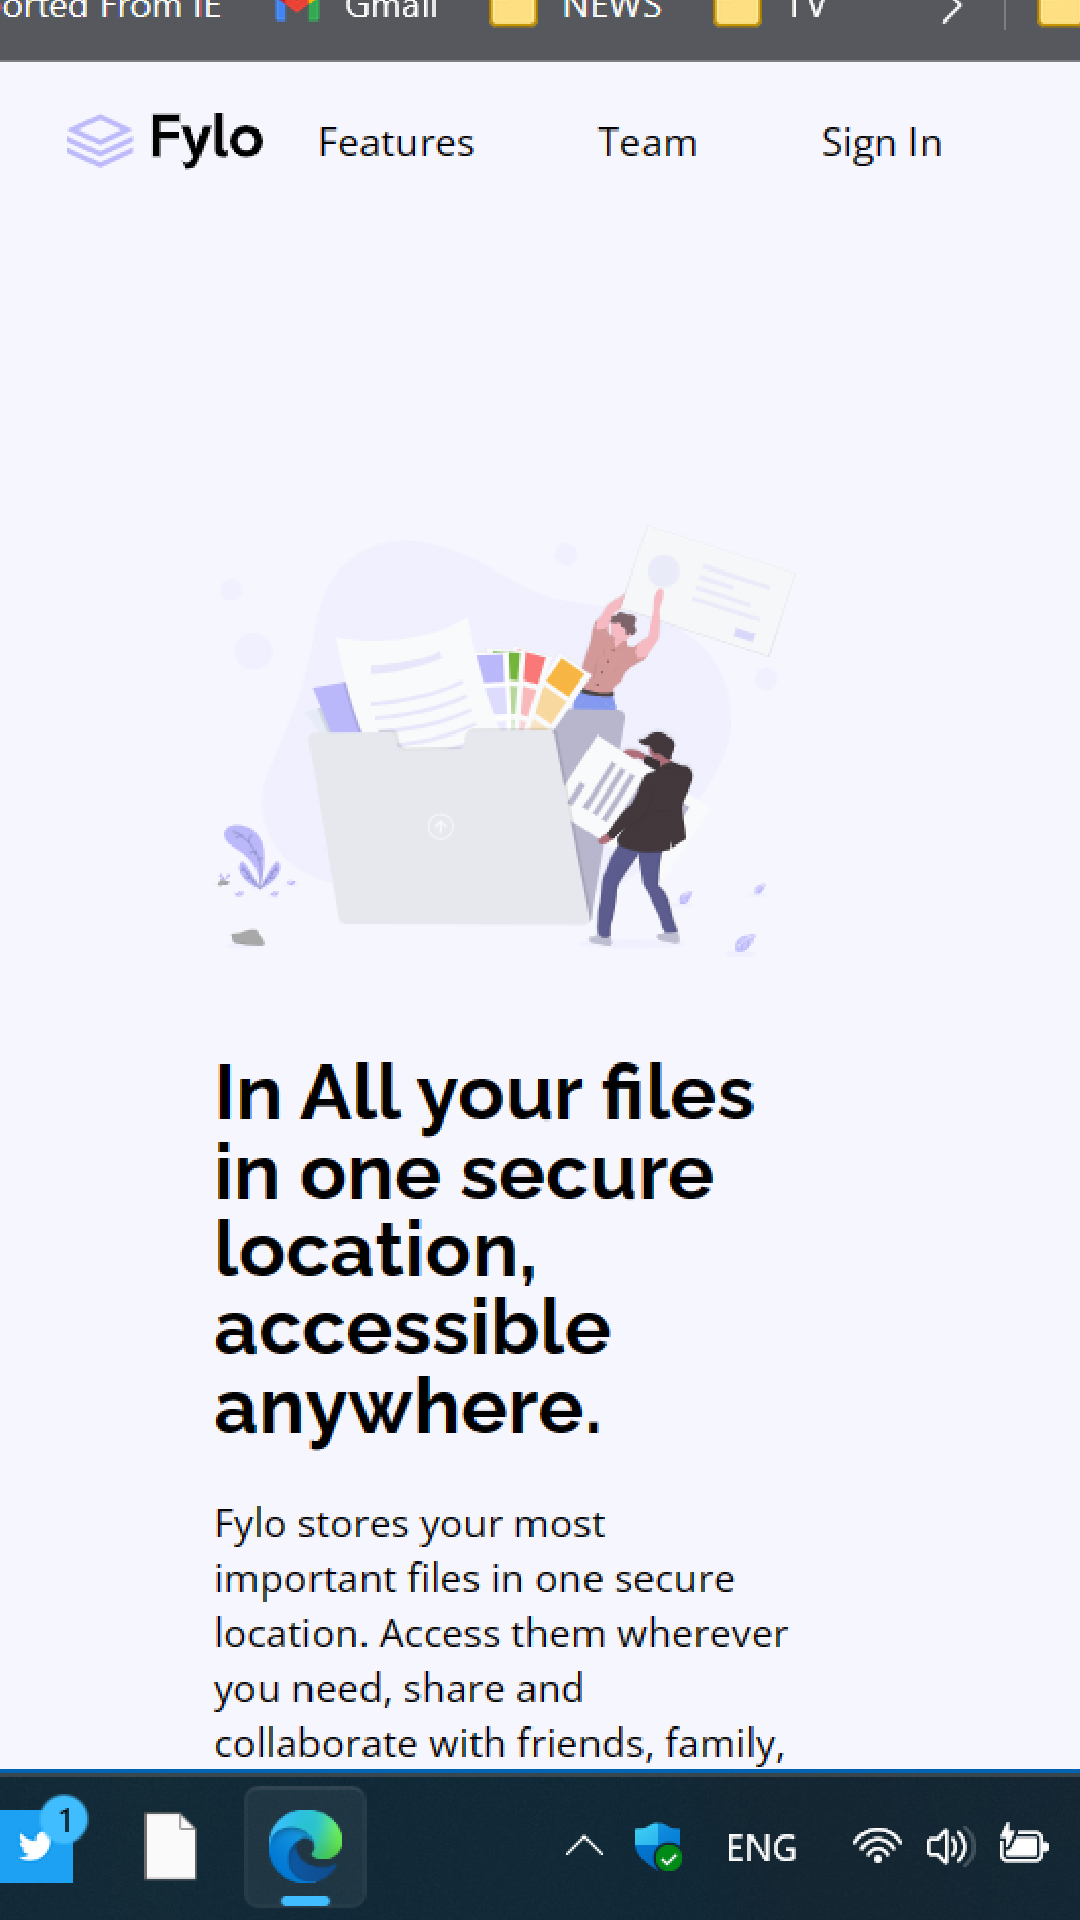 orted From IE Gmail NEWS TV
Fylo Features Team Sign In
In All your files
in one secure
location,
accessible
anywhere.
Fylo stores your most
important files in one secure
location. Access them wherever
you need, share and
collaborate with friends, family,
1 ENG